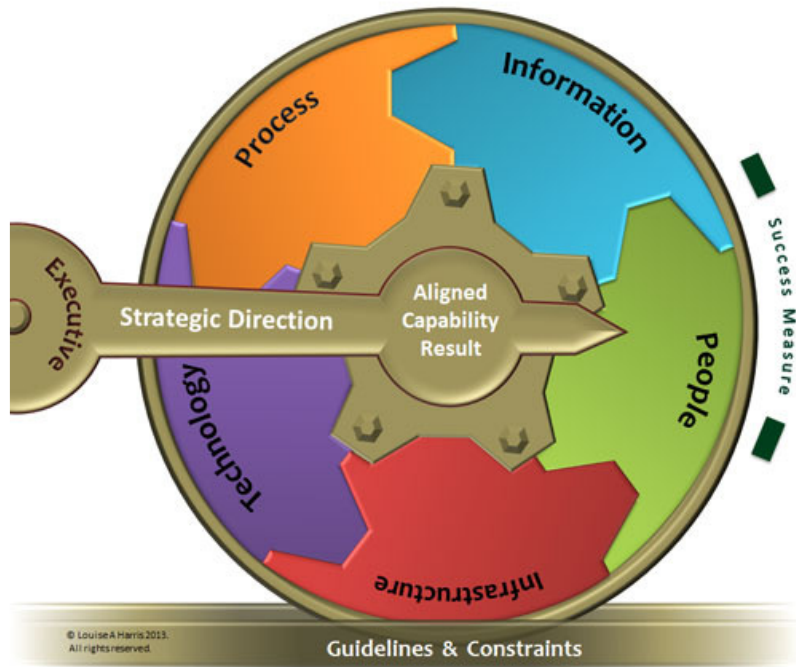 Process
Information
Executive
Strategic Direction
Aligned
Capability
Result
People
Success Measure
Technology
Infrastructure
© Louise A Harris 2013.
All rights reserved.
Guidelines & Constraints